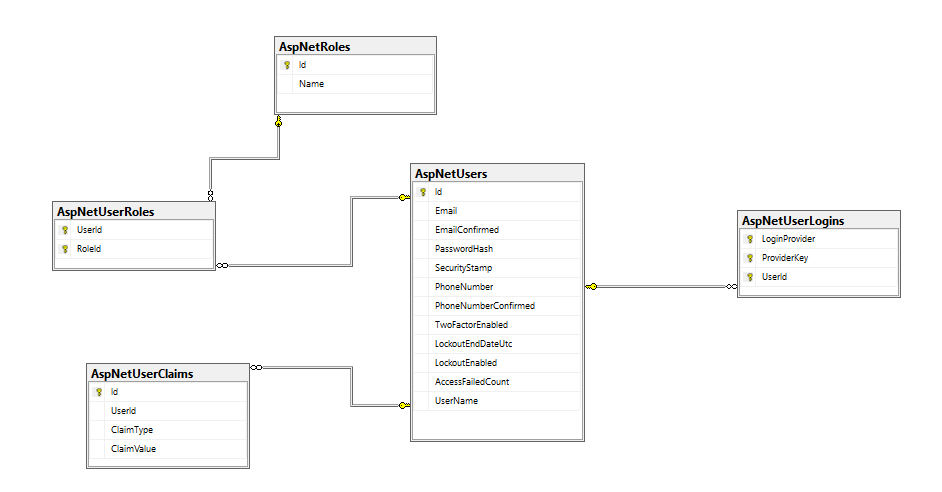 AspNetRoles
Id
Name
AspNetUsers
Id
Email
EmailConfirmed
PasswordHash
SecurityStamp
PhoneNumber
PhoneNumberConfirmed
TwoFactorEnabled
LockoutEndDateUtc
LockoutEnabled
AccessFailedCount
UserName
AspNetUserRoles
UserId
RoleId
AspNetUserLogins
LoginProvider
ProviderKey
UserId
AspNetUserClaims
Id
UserId
ClaimType
ClaimValue